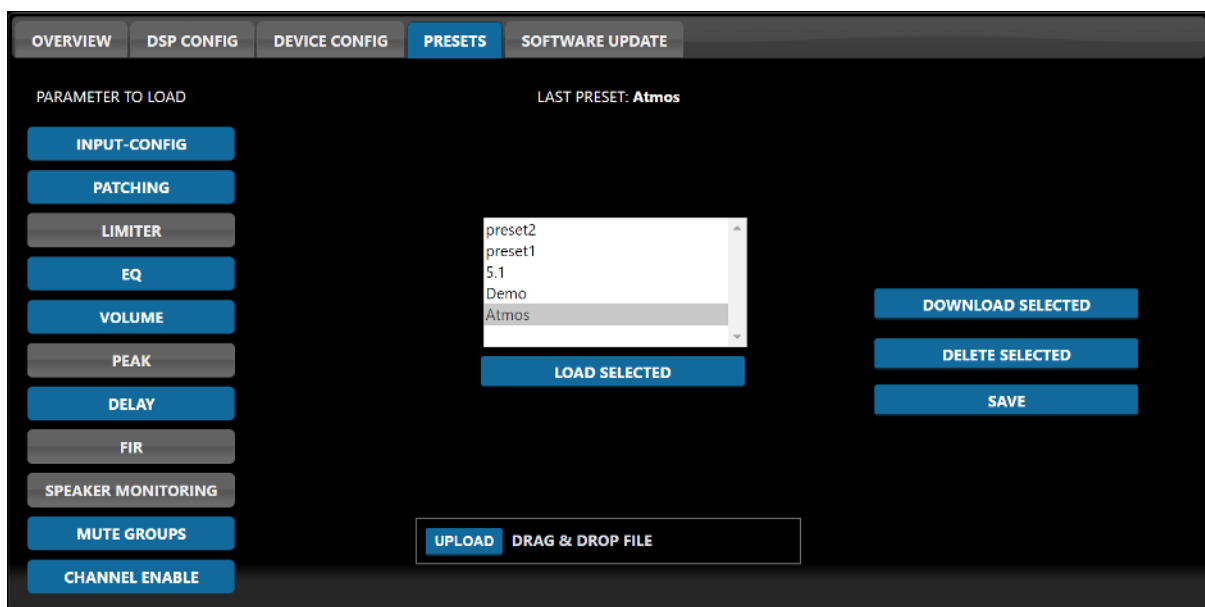 OVERVIEW DSP CONFIG DEVICE CONFIG PRESETS SOFTWARE UPDATE
PARAMETER TO LOAD
LAST PRESET: Atmos
INPUT-CONFIG
PATCHING
LIMITER
EQ
VOLUME
PEAK
DELAY
FIR
SPEAKER MONITORING
MUTE GROUPS
CHANNEL ENABLE
preset2
preset1
5.1
Demo
Atmos
LOAD SELECTED
DOWNLOAD SELECTED
DELETE SELECTED
SAVE
UPLOAD DRAG & DROP FILE